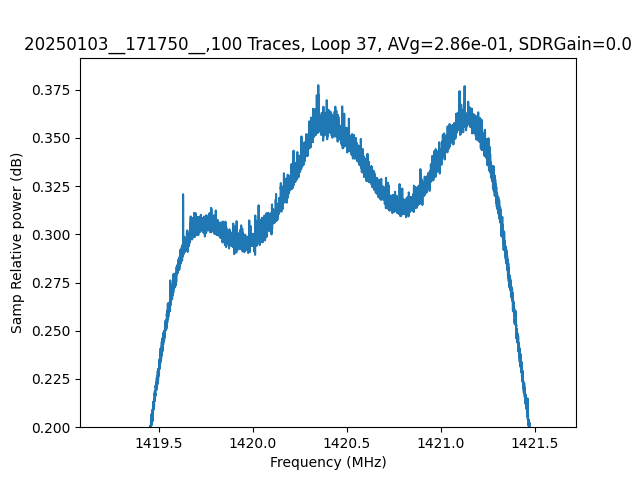 20250103__171750__,100 Traces, Loop 37, AVg=2.86e-01, SDRGain=0.0
0.375
0.350
0.325
0.300
0.275
0.250
0.225
0.200
Samp Relative power (dB)
1419.5 1420.0 1420.5 1421.0 1421.5
Frequency (MHz)